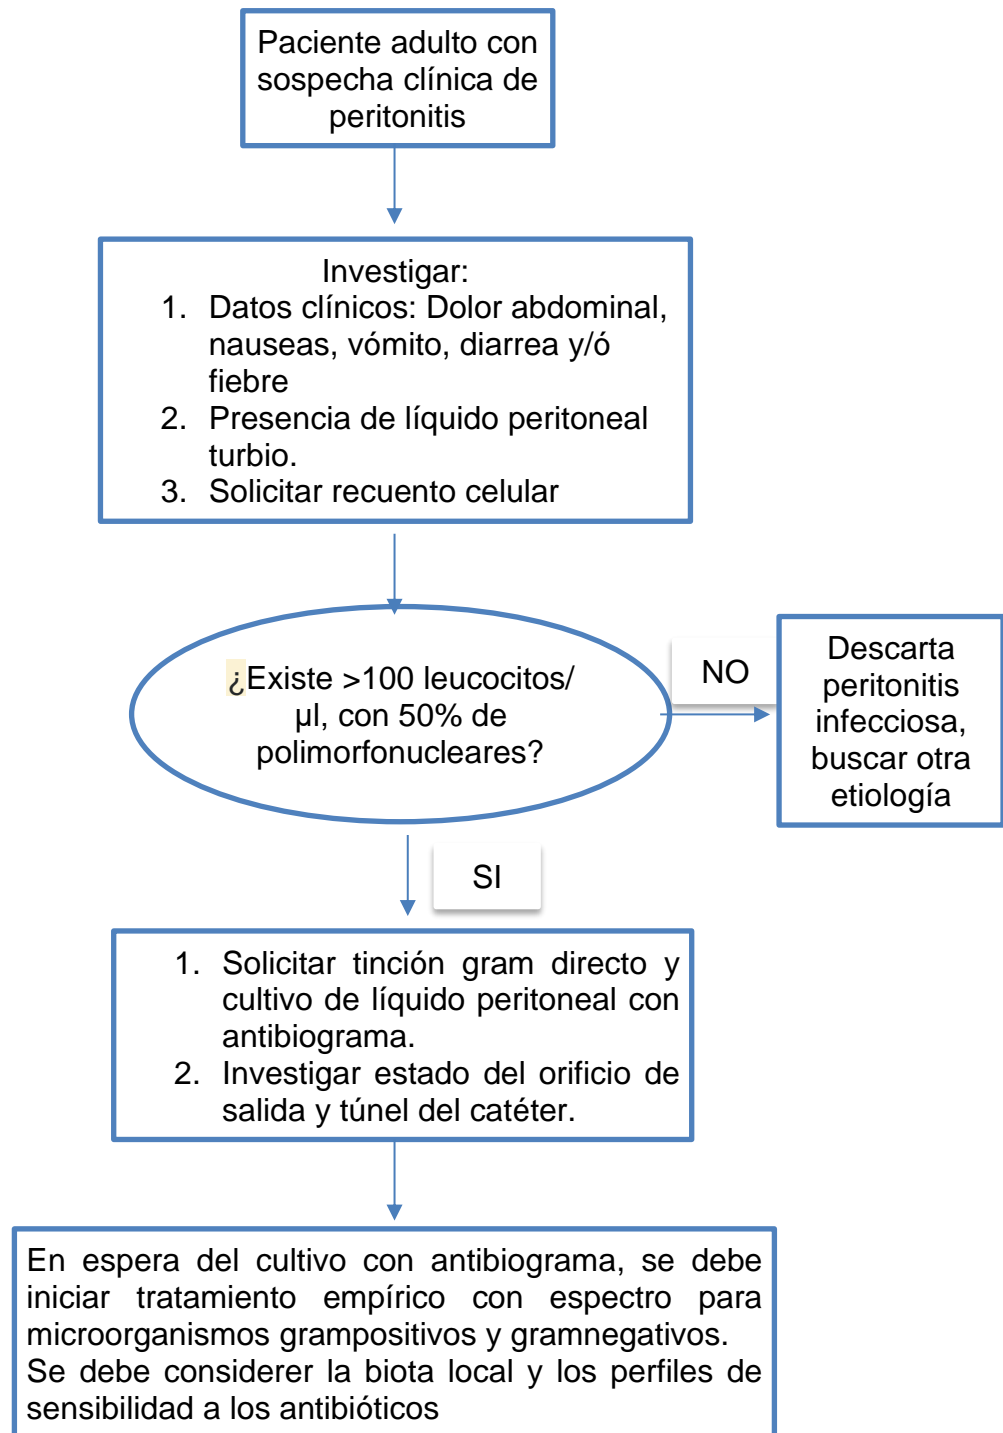 Paciente adulto con
sospecha clínica de
peritonitis
Investigar:
1. Datos clínicos: Dolor abdominal,
nauseas, vómito, diarrea y/ó
fiebre
2. Presencia de líquido peritoneal
turbio.
3. Solicitar recuento celular
¿Existe >100 leucocitos/
µl, con 50% de
polimorfonucleares?
NO
Descarta
peritonitis
infecciosa,
buscar otra
etiología
SI
1. Solicitar tinción gram directo y
cultivo de líquido peritoneal con
antibiograma.
2. Investigar estado del orificio de
salida y túnel del catéter.
En espera del cultivo con antibiograma, se debe
iniciar tratamiento empírico con espectro para
microorganismos grampositivos y gramnegativos.
Se debe considerer la biota local y los perfiles de
sensibilidad a los antibióticos